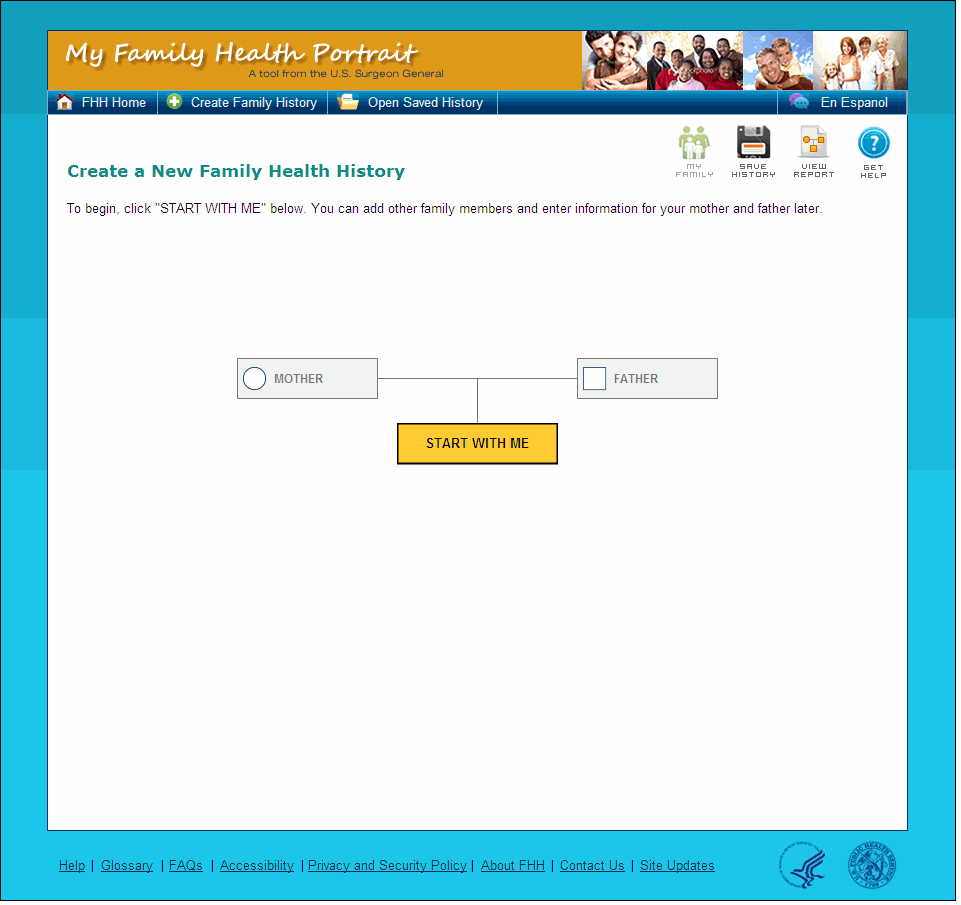 My Family Health Portrait
A tool from the U.S. Surgeon General
FHH Home Create Family History Open Saved History En Espanol
MY FAMILY SAVE HISTORY VIEW REPORT GET HELP
Create a New Family Health History
To begin, click "START WITH ME" below. You can add other family members and enter information for your mother and father later.
MOTHER FATHER
START WITH ME
Help | Glossary | FAQs | Accessibility | Privacy and Security Policy | About FHH | Contact Us | Site Updates